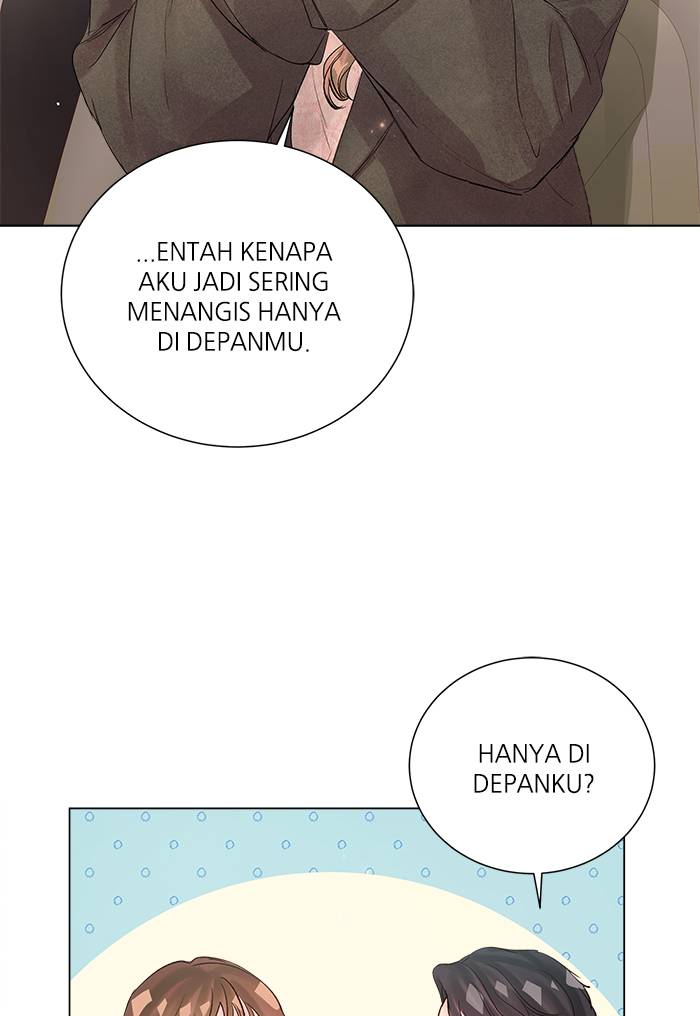 ...ENTAH KENAPA
AKU JADI SERING
MENANGIS HANYA
DI DEPANMU.
HANYA DI
DEPANKU?